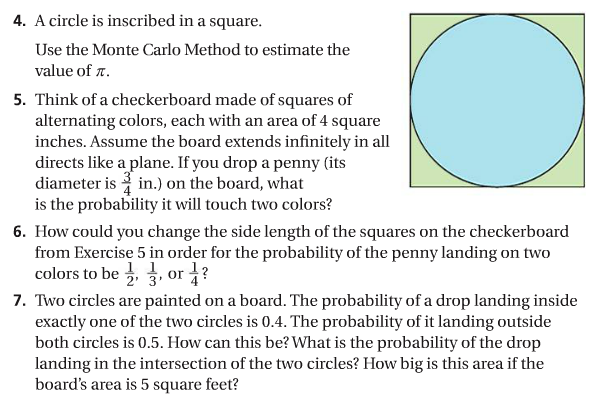 4. A circle is inscribed in a square.
Use the Monte Carlo Method to estimate the
value of π.
5. Think of a checkerboard made of squares of
alternating colors, each with an area of 4 square
inches. Assume the board extends infinitely in all
directs like a plane. If you drop a penny (its
diameter is 3/4 in.) on the board, what
is the probability it will touch two colors?
6. How could you change the side length of the squares on the checkerboard
from Exercise 5 in order for the probability of the penny landing on two
colors to be 1/2, 1/3, or 1/4?
7. Two circles are painted on a board. The probability of a drop landing inside
exactly one of the two circles is 0.4. The probability of it landing outside
both circles is 0.5. How can this be? What is the probability of the drop
landing in the intersection of the two circles? How big is this area if the
board's area is 5 square feet?